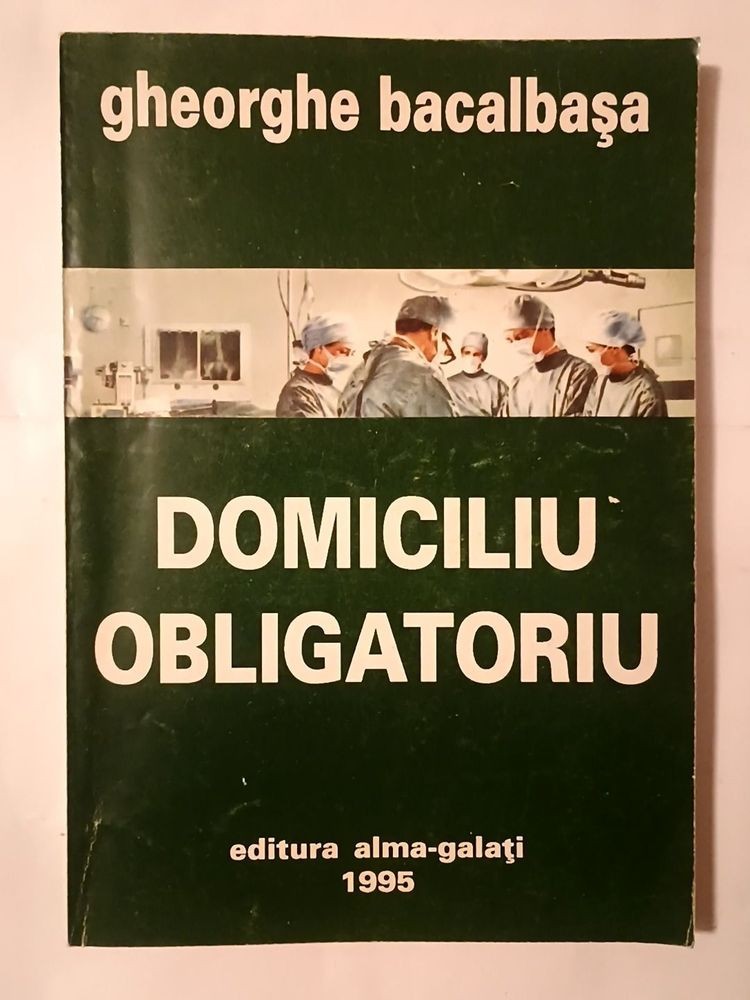 gheorghe bacalbaşa
DOMICILIU
OBLIGATORIU
editura alma-galaţi
1995